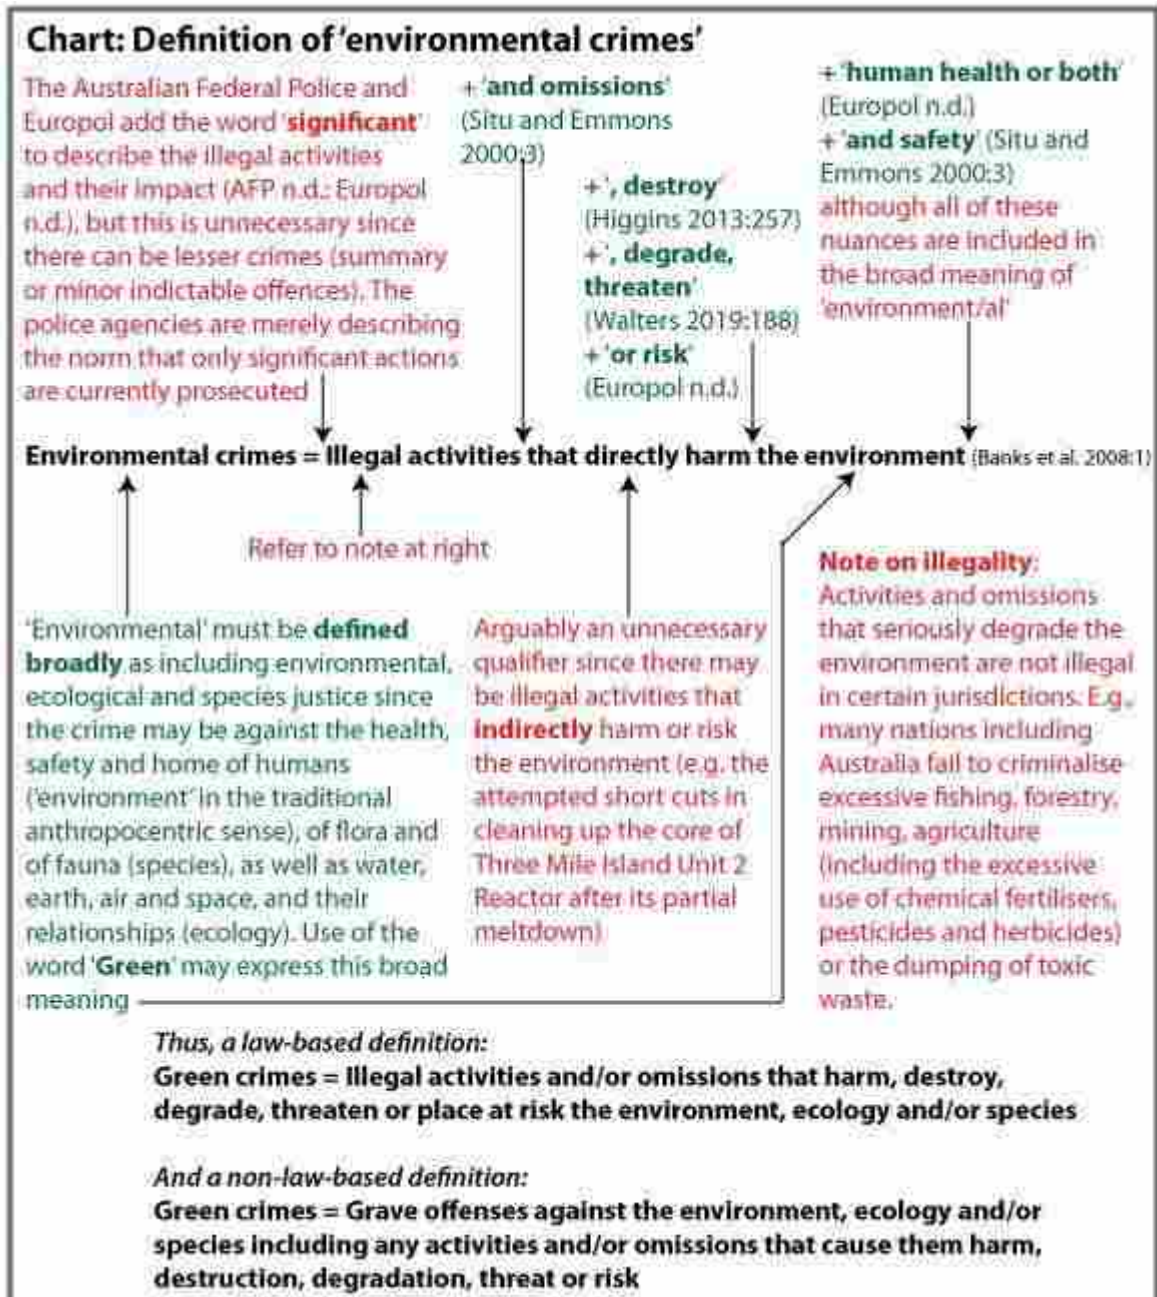 Chart: Definition of 'environmental crimes'
The Australian Federal Police and
Europol add the word 'significant'
to describe the illegal activities
and their impact (AFP n.d.: Europol
n.d.), but this is unnecessary since
there can be lesser crimes (summary
or minor indictable offences). The
police agencies are merely describing
the norm that only significant actions
are currently prosecuted
+ 'and omissions'
(Situ and Emmons
2000:3)
+ ', destroy'
(Higgins 2013:257)
+ ', degrade,
threaten'
(Walters 2019:188)
+ 'or risk'
(Europol n.d.)
+ 'human health or both'
(Europol n.d.)
+ 'and safety' (Situ and
Emmons 2000:3)
although all of these
nuances are included in
the broad meaning of
'environment/al'
Environmental crimes = Illegal activities that directly harm the environment (Banks et al. 2008:1)
Refer to note at right
'Environmental' must be defined
broadly as including environmental,
ecological and species justice since
the crime may be against the health,
safety and home of humans
('environment' in the traditional
anthropocentric sense), of flora and
of fauna (species), as well as water,
earth, air and space, and their
relationships (ecology). Use of the
word 'Green' may express this broad
meaning
Arguably an unnecessary
qualifier since there may
be illegal activities that
indirectly harm or risk
the environment (e.g. the
attempted short cuts in
cleaning up the core of
Three Mile Island Unit 2
Reactor after its partial
meltdown)
Note on illegality:
Activities and omissions
that seriously degrade the
environment are not illegal
in certain jurisdictions. E.g.,
many nations including
Australia fail to criminalise
excessive fishing, forestry,
mining, agriculture
(including the excessive
use of chemical fertilisers,
pesticides and herbicides)
or the dumping of toxic
waste.
Thus, a law-based definition:
Green crimes = Illegal activities and/or omissions that harm, destroy,
degrade, threaten or place at risk the environment, ecology and/or species
And a non-law-based definition:
Green crimes = Grave offenses against the environment, ecology and/or
species including any activities and/or omissions that cause them harm,
destruction, degradation, threat or risk